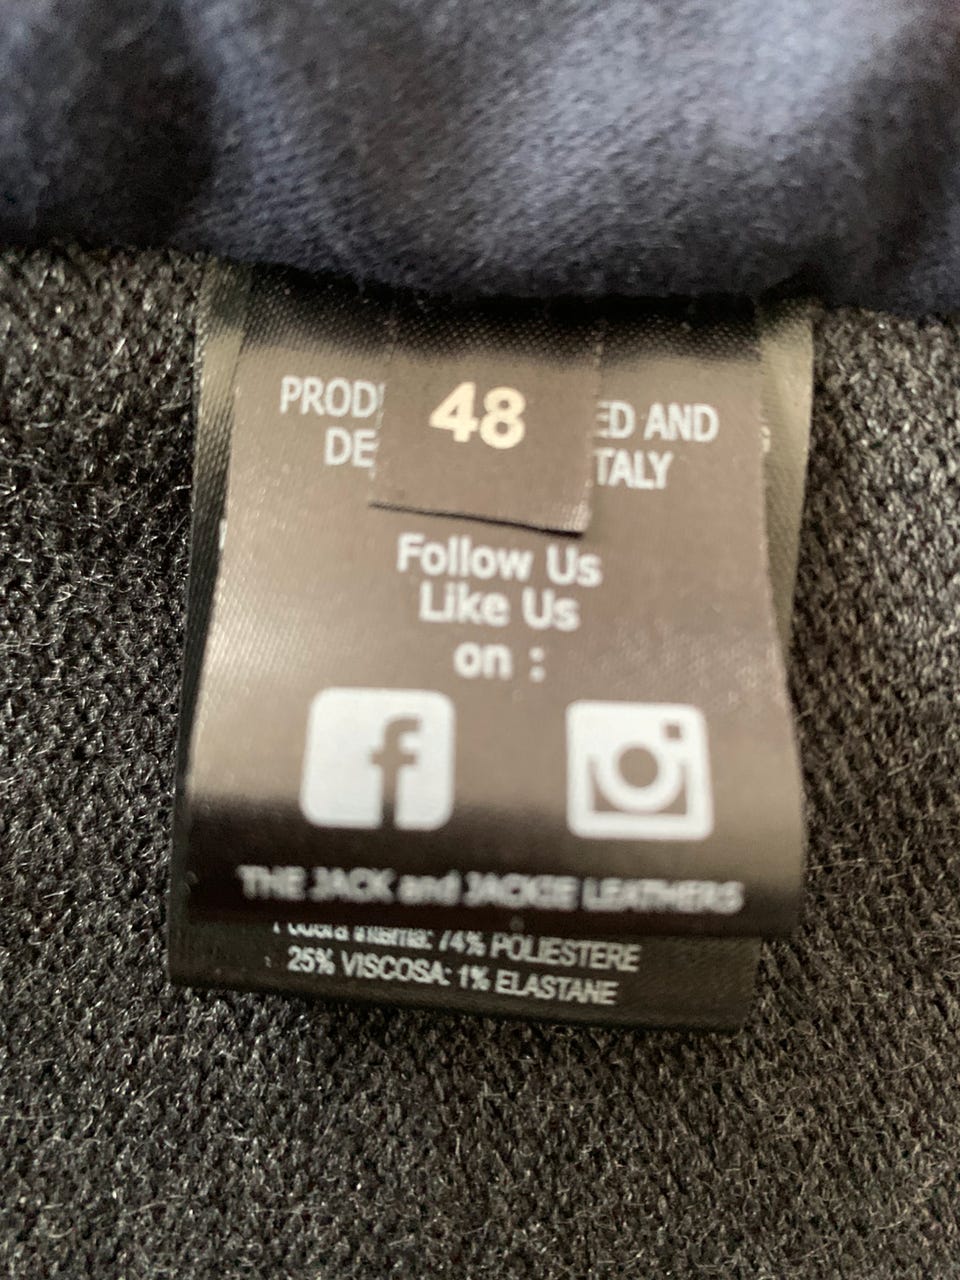 48
PROD ED AND
DE TALY
Follow Us
Like Us
on :
THE JACK and JACKIE LEATHERS
interna: 74% POLIESTERE
25% VISCOSA: 1% ELASTANE